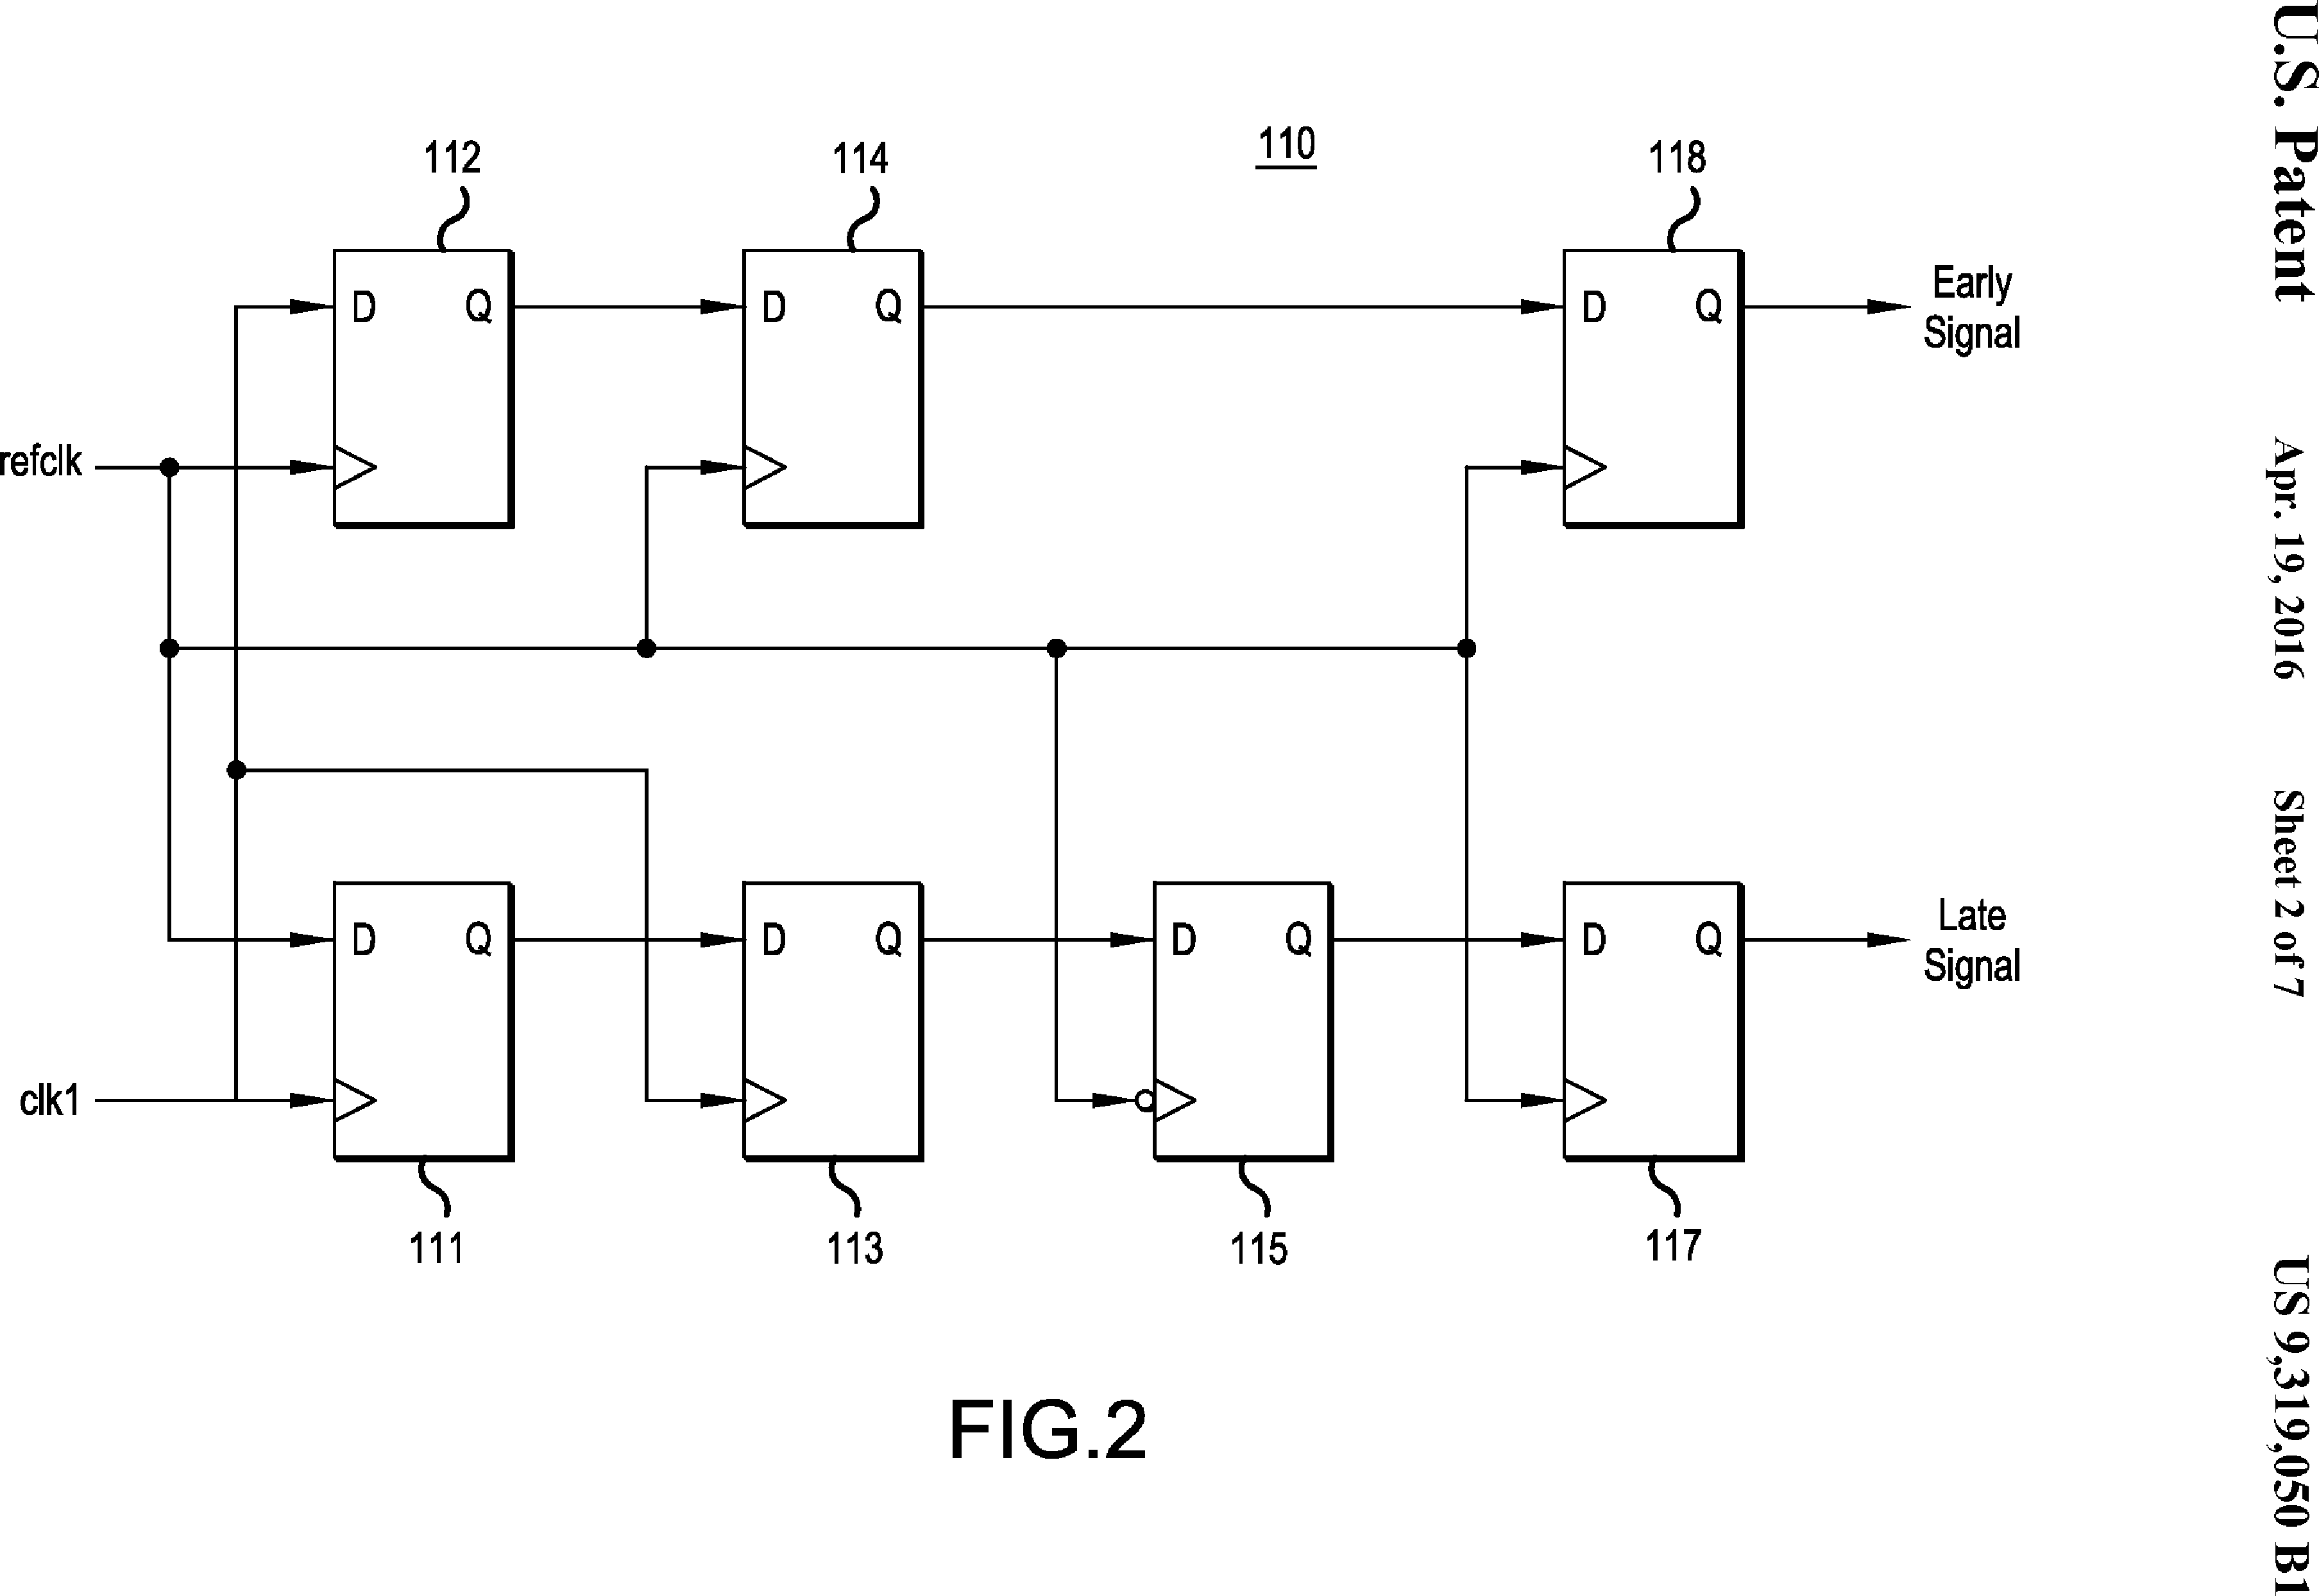 U.S. Patent Apr. 19, 2016 Sheet 2 of 7 US 9,319,050 B1
110
112
114
118
D Q
D Q
D Q
Early
Signal
refclk
D Q
D Q
D Q
D Q
Late
Signal
clk1
111
113
115
117
FIG.2